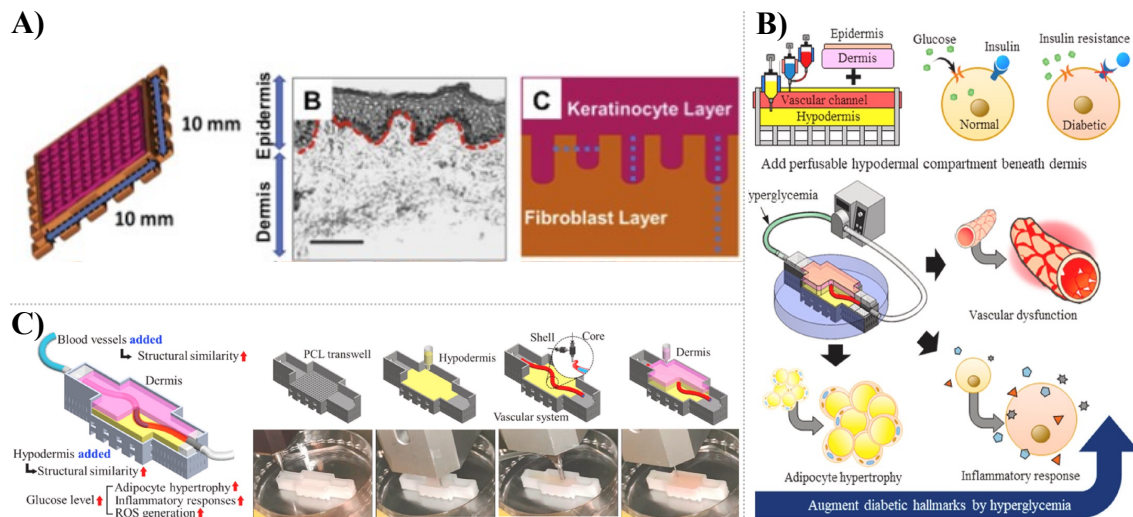 A)
10 mm
10 mm
Epidermis
Dermis
B
C
Keratinocyte Layer
Fibroblast Layer
B)
Epidermis
Dermis
+
Vascular channel
Hypodermis
Glucose
Insulin
Normal
Insulin resistance
Diabetic
Add perfusable hypodermal compartment beneath dermis
yperglycemia
Vascular dysfunction
Adipocyte hypertrophy
Inflammatory response
Augment diabetic hallmarks by hyperglycemia
C)
Blood vessels added
Structural similarity
Dermis
Hypodermis added
Structural similarity
Glucose level
Adipocyte hypertrophy
Inflammatory responses
ROS generation
PCL transwell
Hypodermis
Shell
Core
Vascular system
Dermis